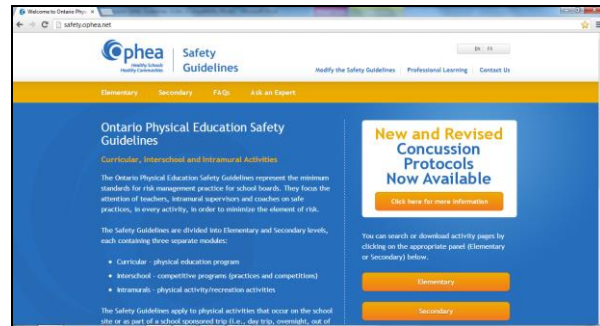 Welcome to Ontario Phys
safety.ophea.net
Ophea
Healthy Schools
Healthy Communities
Safety
Guidelines
EN FR
Modify the Safety Guidelines Professional Learning Contact Us
Elementary Secondary FAQs Ask an Expert
Ontario Physical Education Safety
Guidelines
Curricular, Interschool and Intramural Activities
The Ontario Physical Education Safety Guidelines represent the minimum
standards for risk management practice for school boards. They focus the
attention of teachers, intramural supervisors and coaches on safe
practices, in every activity, in order to minimize the element of risk.
The Safety Guidelines are divided into Elementary and Secondary levels,
each containing three separate modules:
• Curricular - physical education program
• Interschool - competitive programs (practices and competitions)
• Intramurals - physical activity/recreation activities
The Safety Guidelines apply to physical activities that occur on the school
site or as part of a school sponsored trip (i.e., day trip, overnight, out of
New and Revised
Concussion
Protocols
Now Available
Click here for more information
You can search or download activity pages by
clicking on the appropriate panel (Elementary
or Secondary) below.
Elementary
Secondary